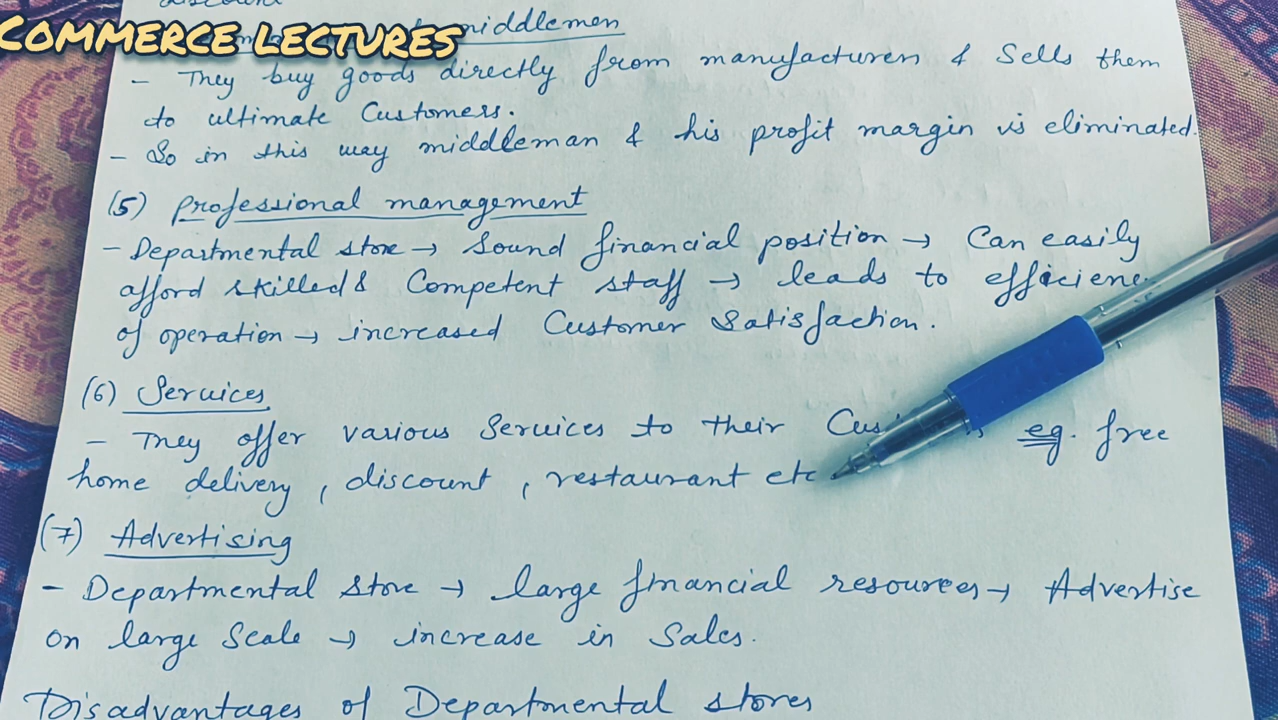 discount
COMMERCE LECTURES
middlemen
- They buy goods directly from manufacturers & Sells them
to ultimate Customers.
- So in this way middleman & his profit margin is eliminated.
(5) professional management
- Departmental store → Sound financial position → Can easily
afford skilled & Competent staff → leads to
of operation → increased Customer Satisfaction.
(6) Services
- They offer various Services to their eg. free
home delivery, discount, restaurant etc
(7) Advertising
- Departmental store → large financial resources → Advertise
on large Scale → increase in Sales.
Disadvantages of Departmental stores